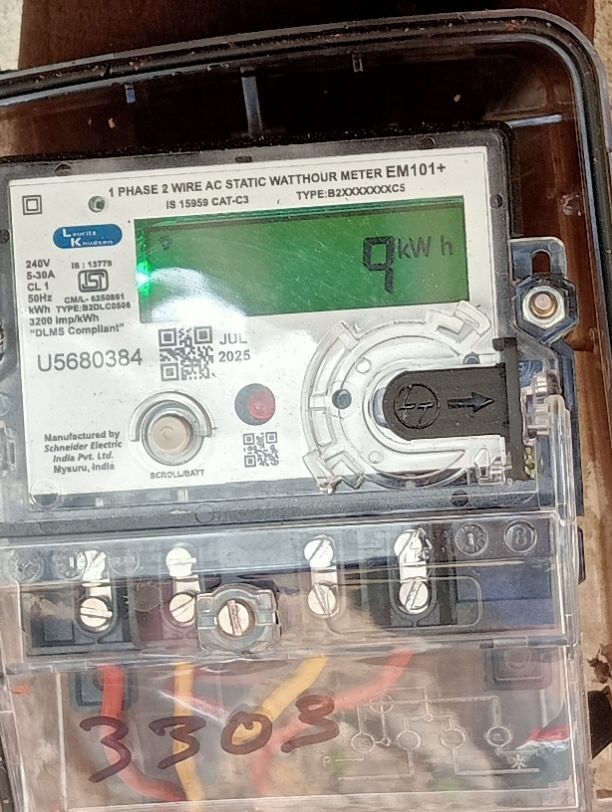 1 PHASE 2 WIRE AC STATIC WATTHOUR METER EM101+
IS 15959 CAT-C3 TYPE:B2XXXXXXXC5
Lauritz
Knudsen
9 kWh
240V
5-30A
CL 1
50Hz
kWh
IS : 13779
ISI
CM/L- 6250861
TYPE:B2DLC0506
3200 imp/kWh
"DLMS Compliant"
U5680384
JUL
2025
Manufactured by
Schneider Electric
India Pvt. Ltd.
Mysuru, India
SCROLL/BATT
3303
P